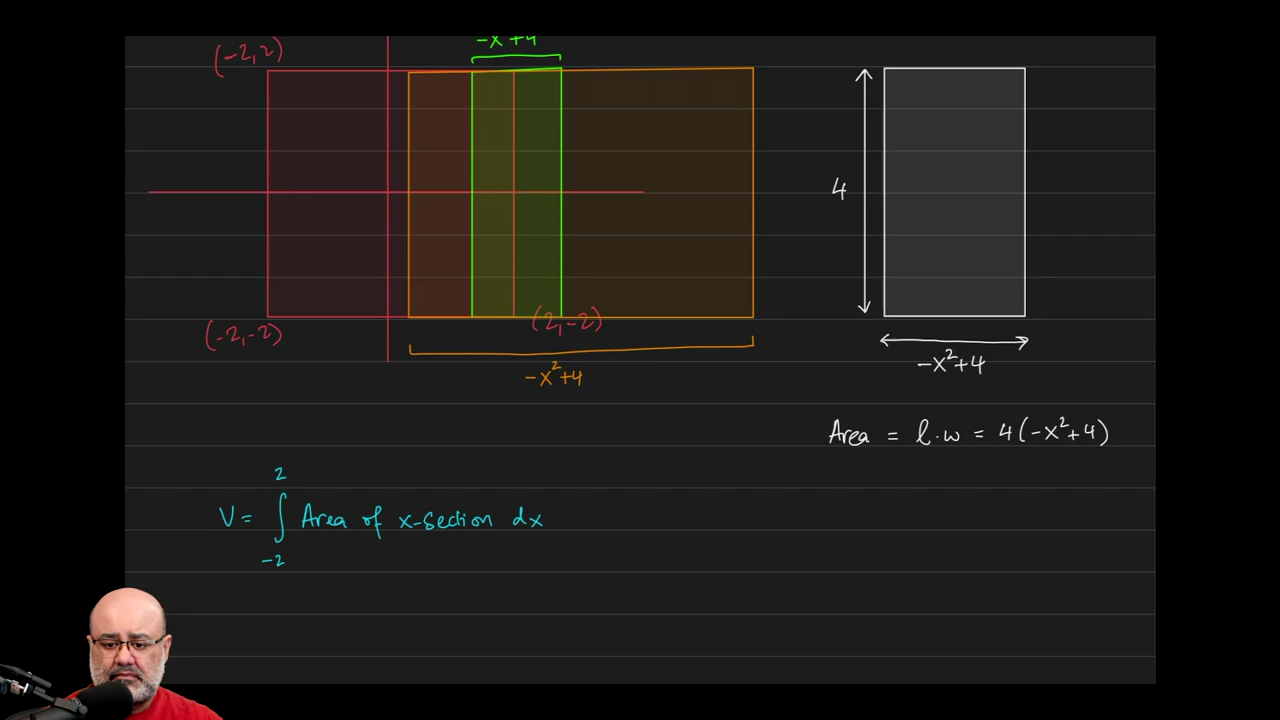 -x²+4
(-2,2)
4
(2,-2)
(-2,-2)
-x²+4
-x²+4
Area = l·w = 4(-x²+4)
2
V= ∫ Area of x-section dx
-2